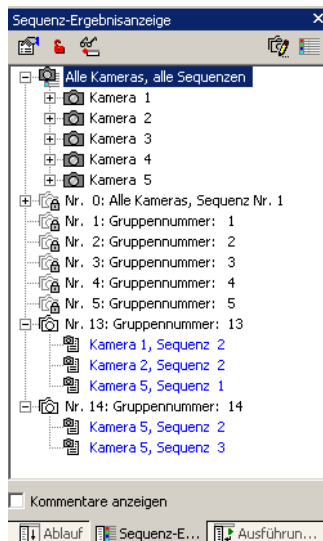 Sequenz-Ergebnisanzeige
Alle Kameras, alle Sequenzen
Kamera 1
Kamera 2
Kamera 3
Kamera 4
Kamera 5
Nr. 0: Alle Kameras, Sequenz Nr. 1
Nr. 1: Gruppennummer: 1
Nr. 2: Gruppennummer: 2
Nr. 3: Gruppennummer: 3
Nr. 4: Gruppennummer: 4
Nr. 5: Gruppennummer: 5
Nr. 13: Gruppennummer: 13
Kamera 1, Sequenz 2
Kamera 2, Sequenz 2
Kamera 5, Sequenz 1
Nr. 14: Gruppennummer: 14
Kamera 5, Sequenz 2
Kamera 5, Sequenz 3
Kommentare anzeigen
Ablauf Sequenz-E... Ausführun...